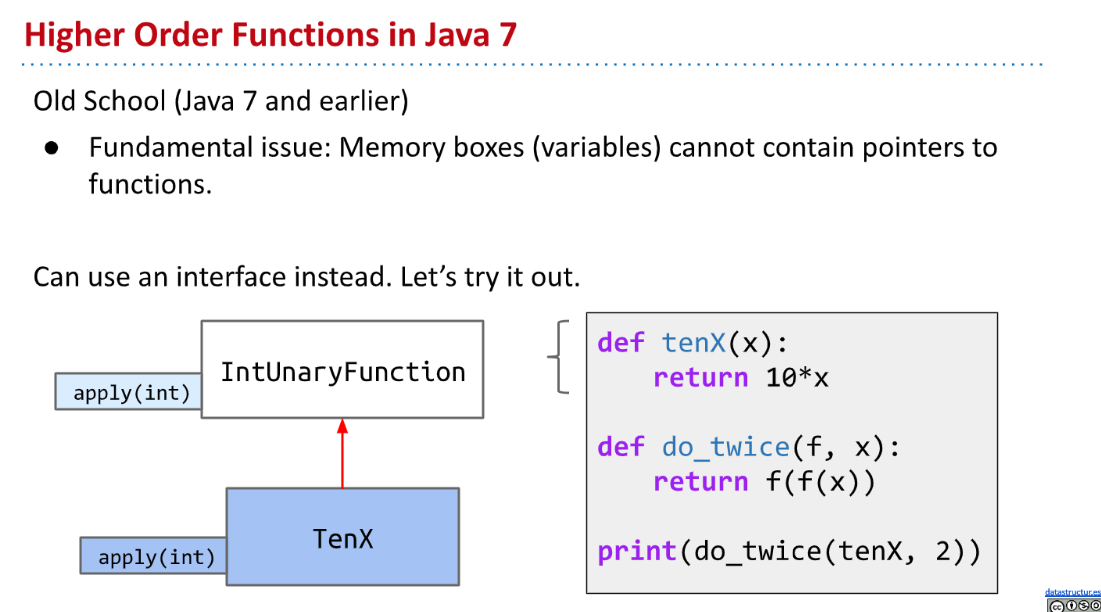 Higher Order Functions in Java 7
Old School (Java 7 and earlier)
● Fundamental issue: Memory boxes (variables) cannot contain pointers to
functions.
Can use an interface instead. Let’s try it out.
IntUnaryFunction
apply(int)
TenX
apply(int)
def tenX(x):
    return 10*x
def do_twice(f, x):
    return f(f(x))
print(do_twice(tenX, 2))
datastructur.es